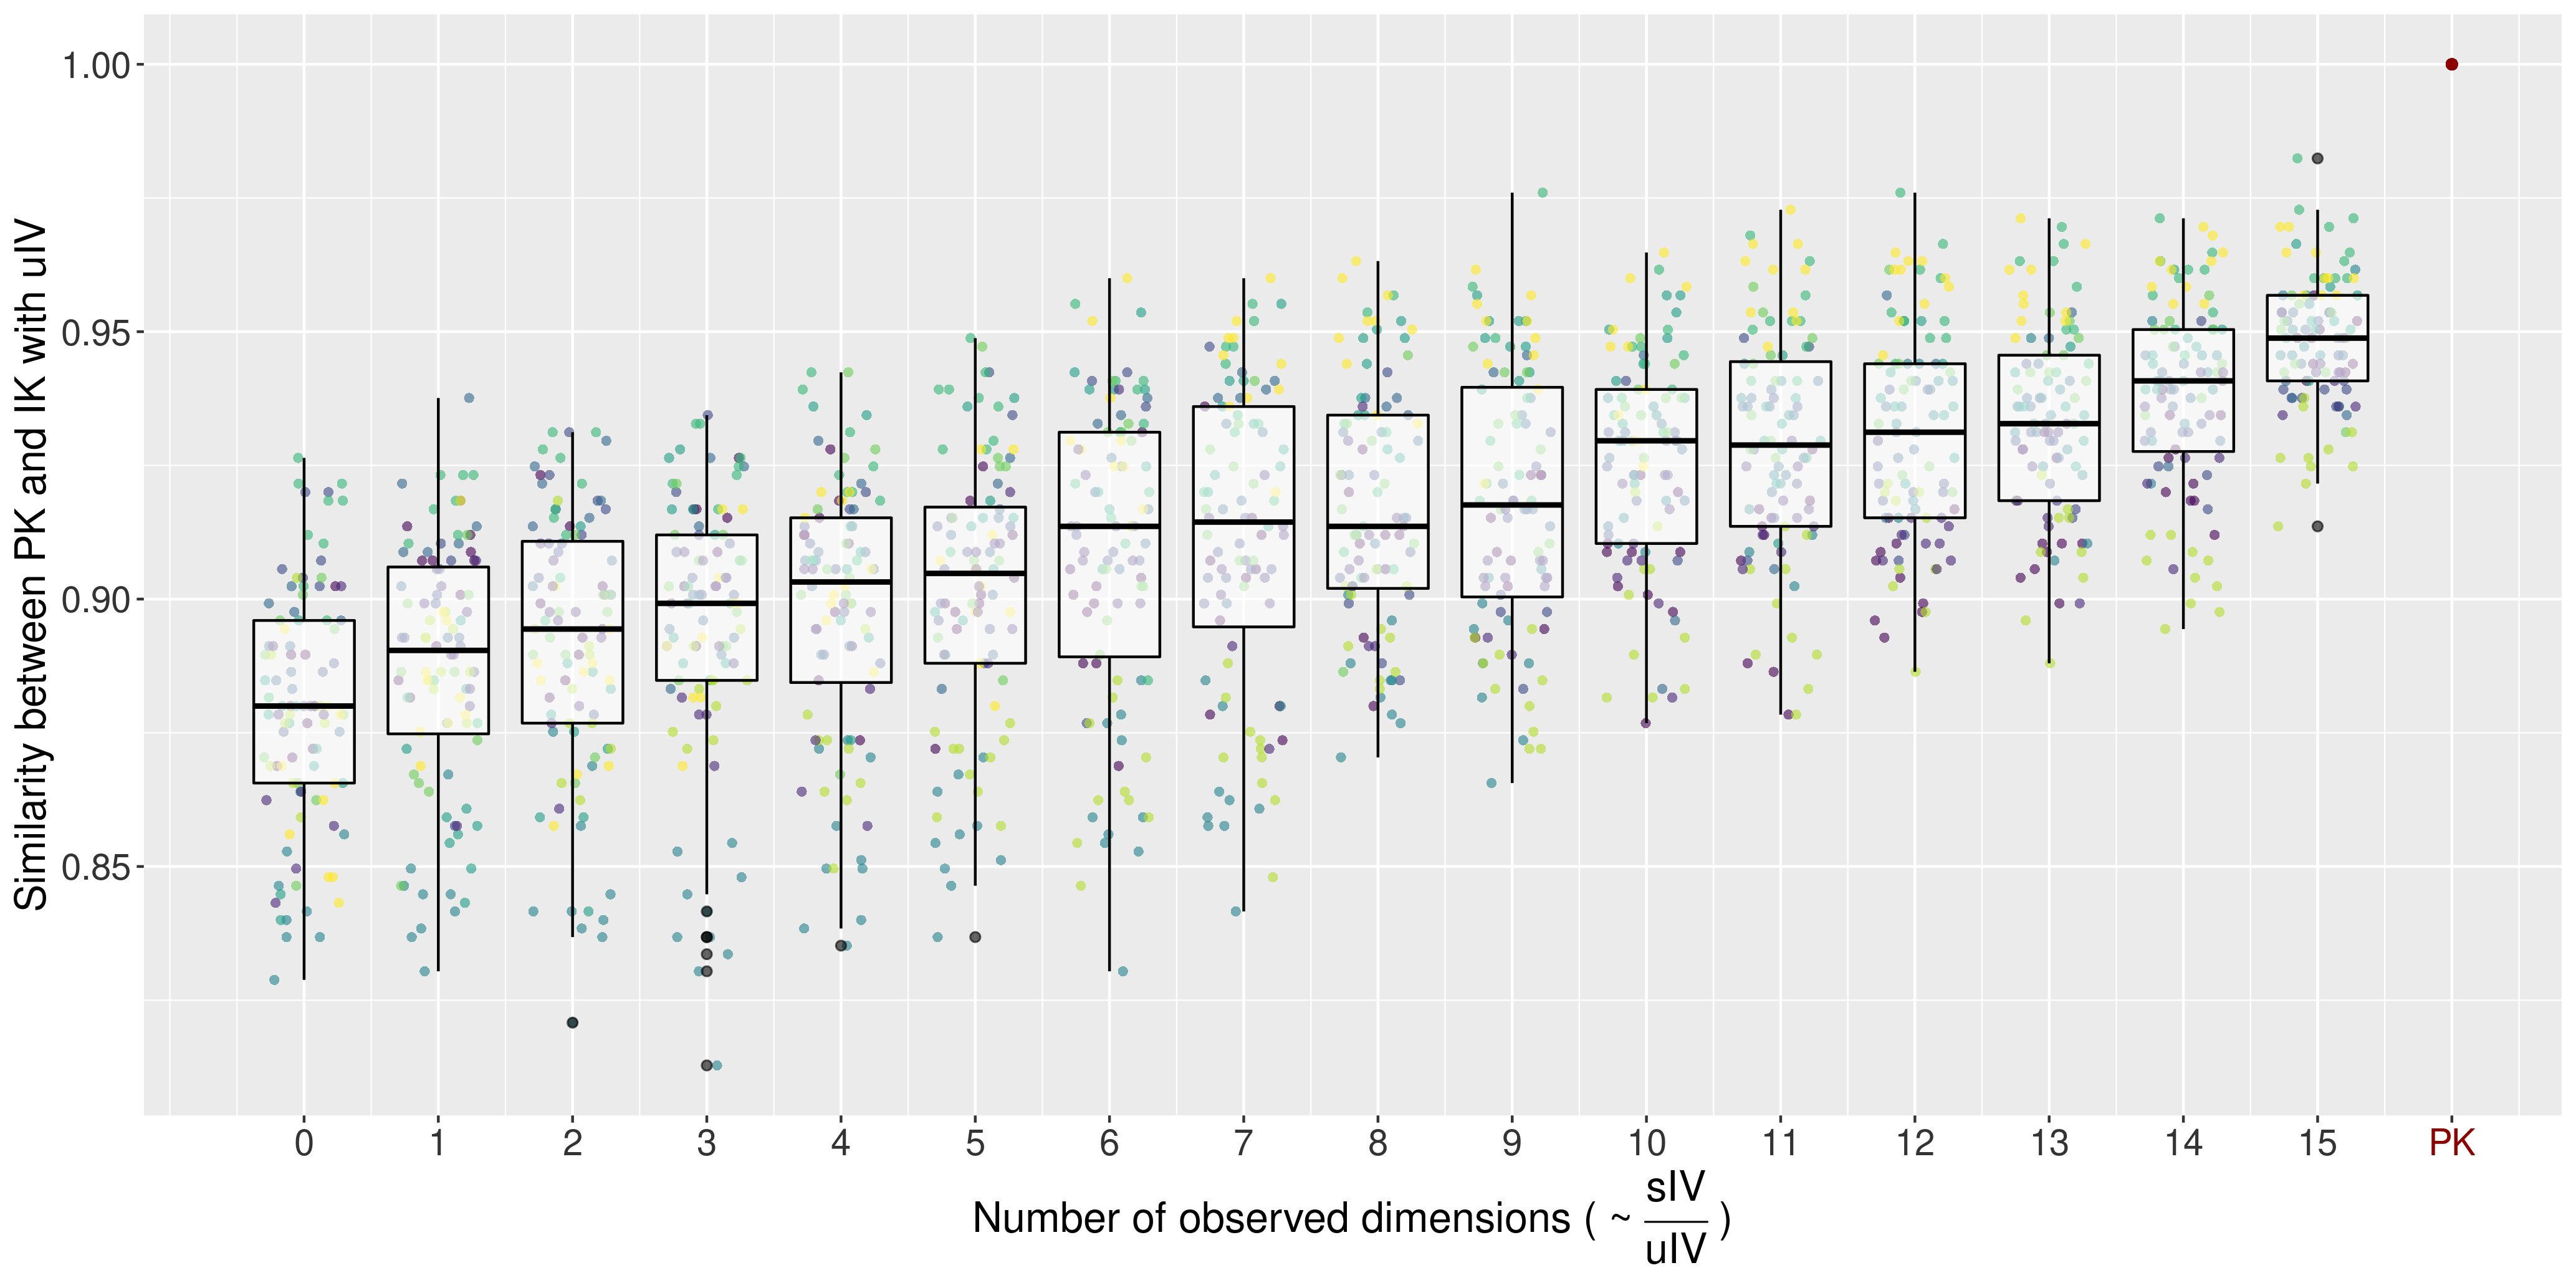 Similarity between PK and IK with uIV
1.00
0.95
0.90
0.85
0 1 2 3 4 5 6 7 8 9 10 11 12 13 14 15 PK
Number of observed dimensions ( ~ sIV / uIV )